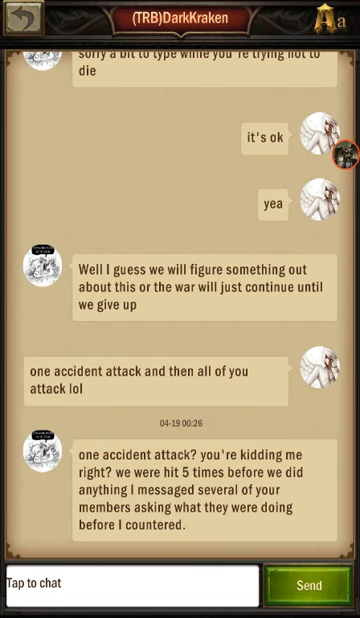 (TRB)DarkKraken
Aa
sorry a bit to type while you're trying not to
die
it's ok
yea
Well I guess we will figure something out
about this or the war will just continue until
we give up
one accident attack and then all of you
attack lol
04-19 00:26
one accident attack? you're kidding me
right? we were hit 5 times before we did
anything I messaged several of your
members asking what they were doing
before I countered.
Tap to chat
Send